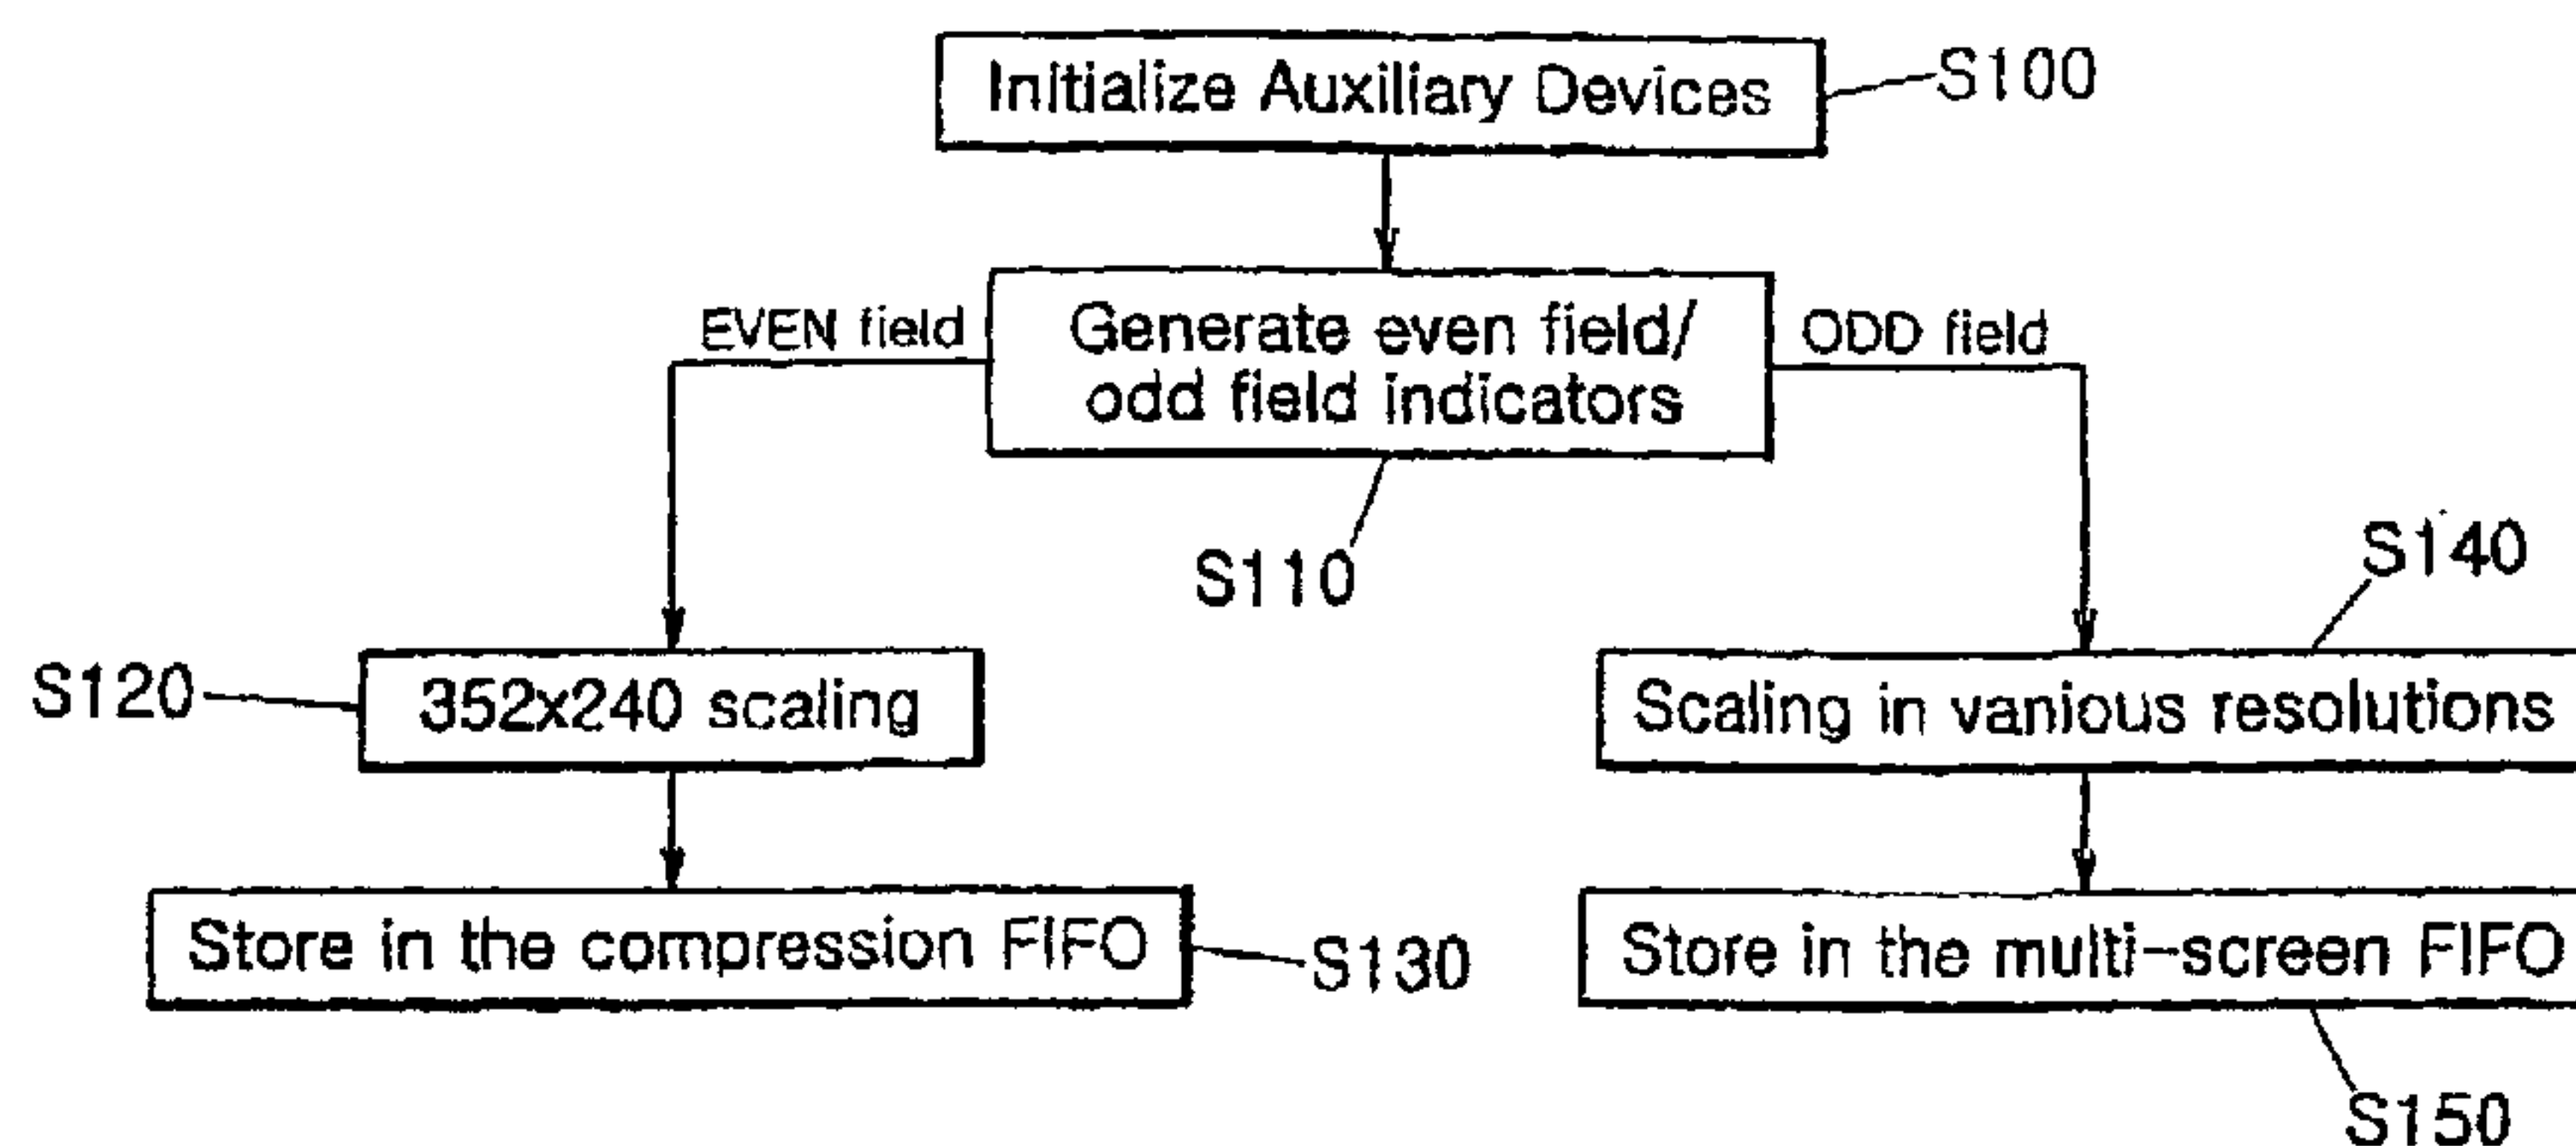 Initialize Auxiliary Devices
S100
EVEN field
Generate even field/
odd field indicators
ODD field
S110
S140
S120
352x240 scaling
Scaling in vanious resolutions
Store in the compression FIFO
S130
Store in the multi-screen FIFO
S150